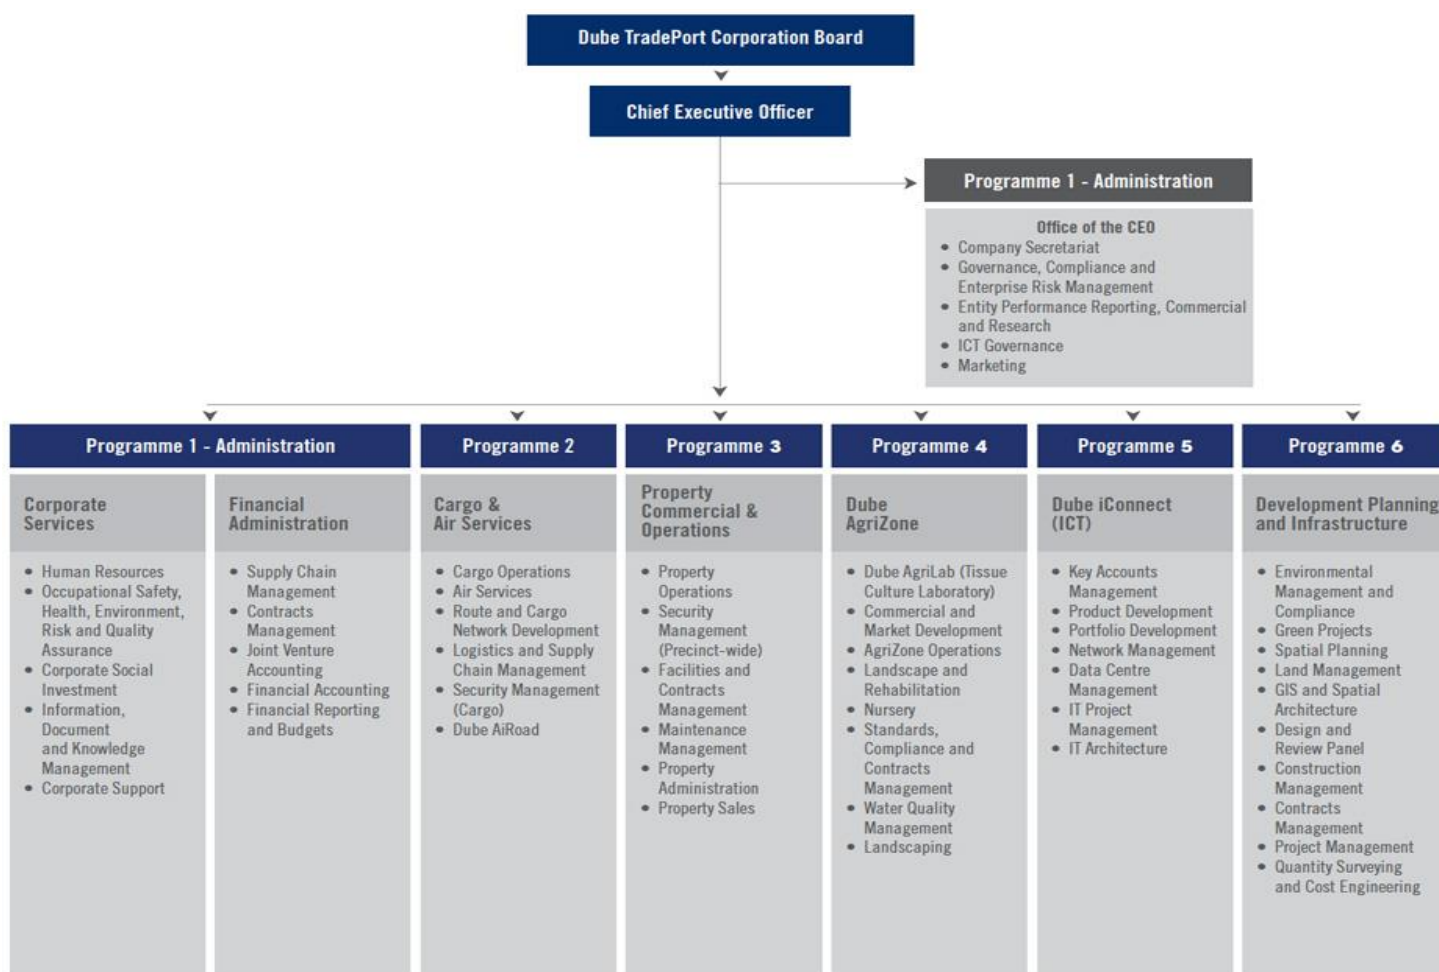 Dube TradePort Corporation Board
Chief Executive Officer
Programme 1 - Administration
Office of the CEO
• Company Secretariat
• Governance, Compliance and
Enterprise Risk Management
• Entity Performance Reporting, Commercial
and Research
• ICT Governance
• Marketing
Programme 1 - Administration
Corporate
Services
• Human Resources
• Occupational Safety,
Health, Environment,
Risk and Quality
Assurance
• Corporate Social
Investment
• Information,
Document
and Knowledge
Management
• Corporate Support
Financial
Administration
• Supply Chain
Management
• Contracts
Management
• Joint Venture
Accounting
• Financial Accounting
• Financial Reporting
and Budgets
Programme 2
Cargo &
Air Services
• Cargo Operations
• Air Services
• Route and Cargo
Network Development
• Logistics and Supply
Chain Management
• Security Management
(Cargo)
• Dube AiRoad
Programme 3
Property
Commercial &
Operations
• Property
Operations
• Security
Management
(Precinct-wide)
• Facilities and
Contracts
Management
• Maintenance
Management
• Property
Administration
• Property Sales
Programme 4
Dube
AgriZone
• Dube AgriLab (Tissue
Culture Laboratory)
• Commercial and
Market Development
• AgriZone Operations
• Landscape and
Rehabilitation
• Nursery
• Standards,
Compliance and
Contracts
Management
• Water Quality
Management
• Landscaping
Programme 5
Dube iConnect
(ICT)
• Key Accounts
Management
• Product Development
• Portfolio Development
• Network Management
• Data Centre
Management
• IT Project
Management
• IT Architecture
Programme 6
Development Planning
and Infrastructure
• Environmental
Management and
Compliance
• Green Projects
• Spatial Planning
• Land Management
• GIS and Spatial
Architecture
• Design and
Review Panel
• Construction
Management
• Contracts
Management
• Project Management
• Quantity Surveying
and Cost Engineering